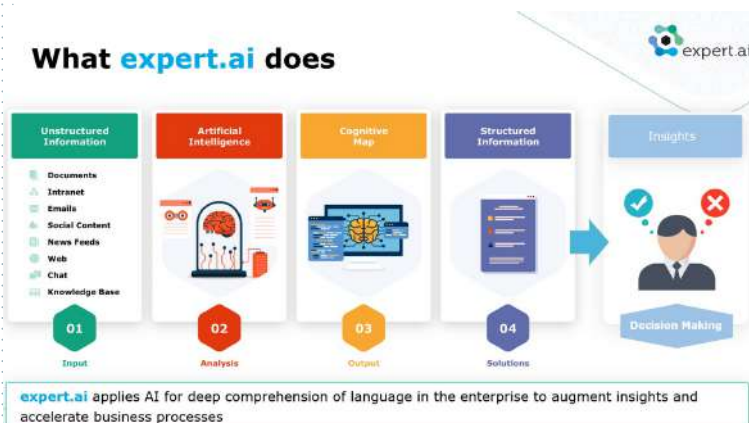 What expert.ai does
expert.ai
Unstructured
Information
Documents
Intranet
Emails
Social Content
News Feeds
Web
Chat
Knowledge Base
01
Input
Artificial
Intelligence
02
Analysis
Cognitive
Map
03
Output
Structured
Information
04
Solutions
Insights
Decision Making
expert.ai applies AI for deep comprehension of language in the enterprise to augment insights and
accelerate business processes